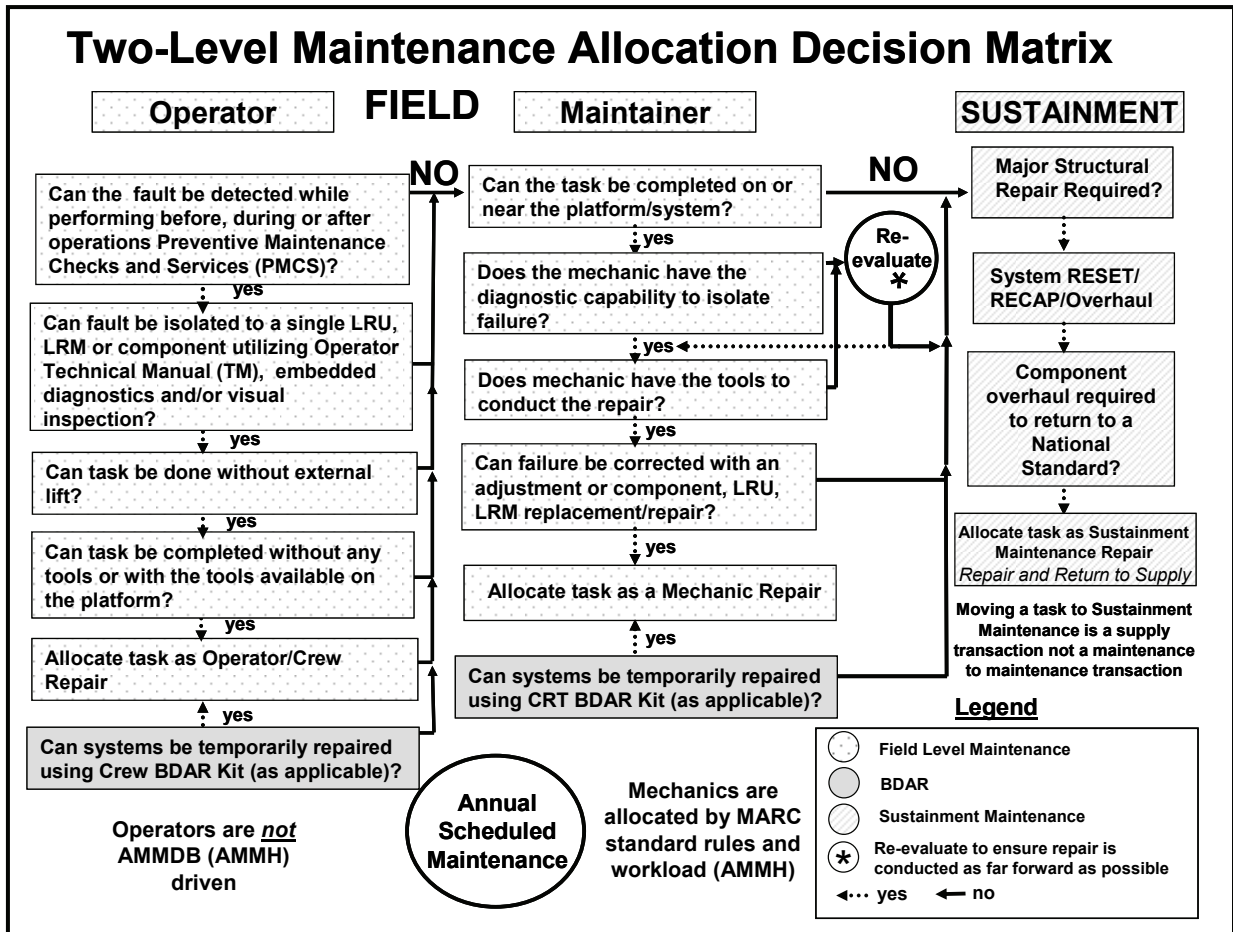 Two-Level Maintenance Allocation Decision Matrix
FIELD
Operator
Maintainer
SUSTAINMENT
Can the fault be detected while
performing before, during or after
operations Preventive Maintenance
Checks and Services (PMCS)?
yes
Can fault be isolated to a single LRU,
LRM or component utilizing Operator
Technical Manual (TM), embedded
diagnostics and/or visual
inspection?
yes
Can task be done without external
lift?
yes
Can task be completed without any
tools or with the tools available on
the platform?
yes
Allocate task as Operator/Crew
Repair
yes
Can systems be temporarily repaired
using Crew BDAR Kit (as applicable)?
Operators are not
AMMDB (AMMH)
driven
NO
Can the task be completed on or
near the platform/system?
yes
Does the mechanic have the
diagnostic capability to isolate
failure?
yes
Does mechanic have the tools to
conduct the repair?
yes
Can failure be corrected with an
adjustment or component, LRU,
LRM replacement/repair?
yes
Allocate task as a Mechanic Repair
yes
Can systems be temporarily repaired
using CRT BDAR Kit (as applicable)?
Annual
Scheduled
Maintenance
Mechanics are
allocated by MARC
standard rules and
workload (AMMH)
NO
Re-
evaluate
*
Major Structural
Repair Required?
System RESET/
RECAP/Overhaul
Component
overhaul required
to return to a
National
Standard?
Allocate task as Sustainment
Maintenance Repair
Repair and Return to Supply
Moving a task to Sustainment
Maintenance is a supply
transaction not a maintenance
to maintenance transaction
Legend
Field Level Maintenance
BDAR
Sustainment Maintenance
* Re-evaluate to ensure repair is
conducted as far forward as possible
yes no